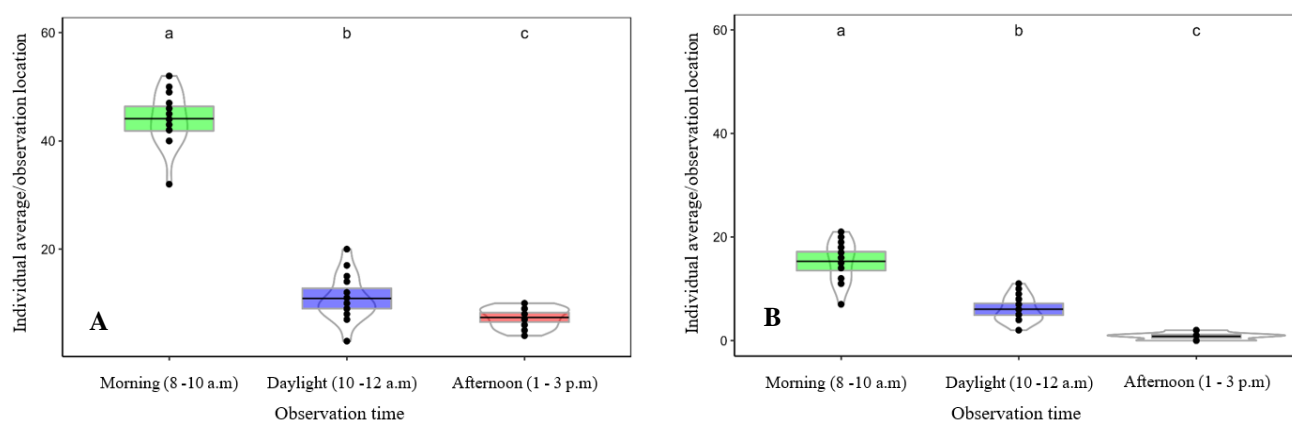 Individual average/observation location
60
40
20
a
b
c
A
Morning (8 -10 a.m)
Daylight (10 -12 a.m)
Afternoon (1 - 3 p.m)
Observation time
Individual average/observation location
60
40
20
0
a
b
c
B
Morning (8 -10 a.m)
Daylight (10 -12 a.m)
Afternoon (1 - 3 p.m)
Observation time